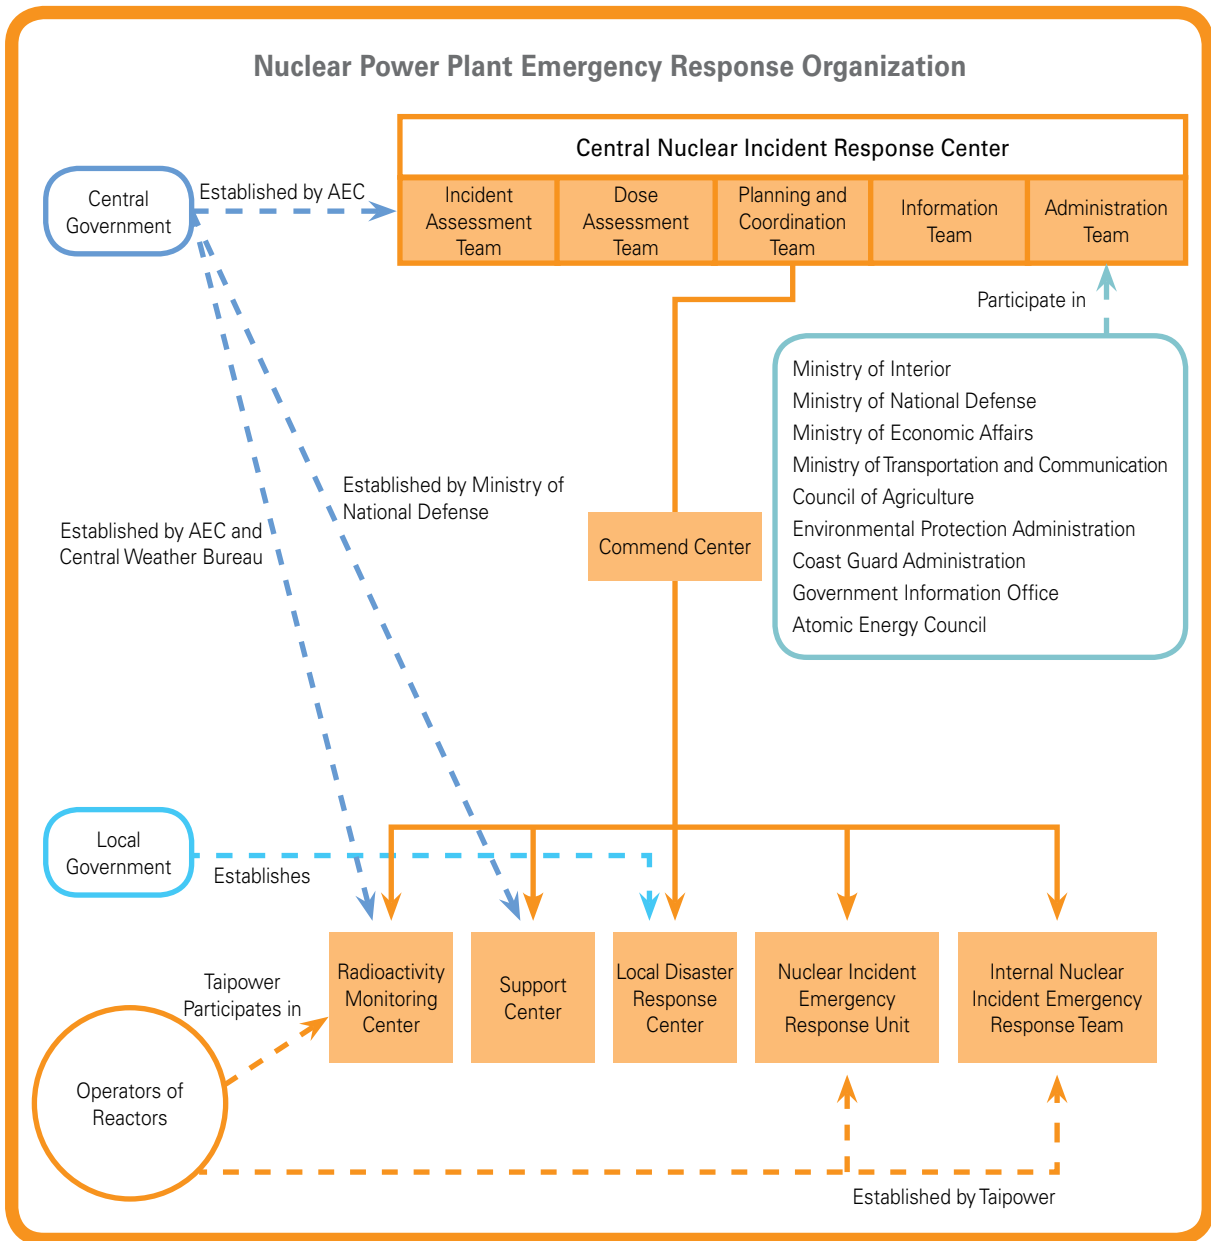 Nuclear Power Plant Emergency Response Organization
Central Nuclear Incident Response Center
Central
Government
Established by AEC
Incident
Assessment
Team
Dose
Assessment
Team
Planning and
Coordination
Team
Information
Team
Administration
Team
Participate in
Ministry of Interior
Ministry of National Defense
Ministry of Economic Affairs
Ministry of Transportation and Communication
Council of Agriculture
Environmental Protection Administration
Coast Guard Administration
Government Information Office
Atomic Energy Council
Established by Ministry of
National Defense
Established by AEC and
Central Weather Bureau
Commend Center
Local
Government
Establishes
Radioactivity
Monitoring
Center
Support
Center
Local Disaster
Response
Center
Nuclear Incident
Emergency
Response Unit
Internal Nuclear
Incident Emergency
Response Team
Taipower
Participates in
Operators of
Reactors
Established by Taipower